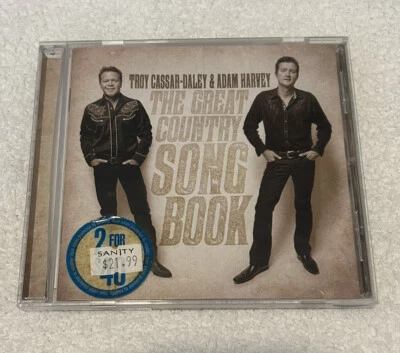 TROY CASSAR-DALEY & ADAM HARVEY
THE GREAT
COUNTRY
SONG
BOOK
2 FOR
SANITY
$21.99
40